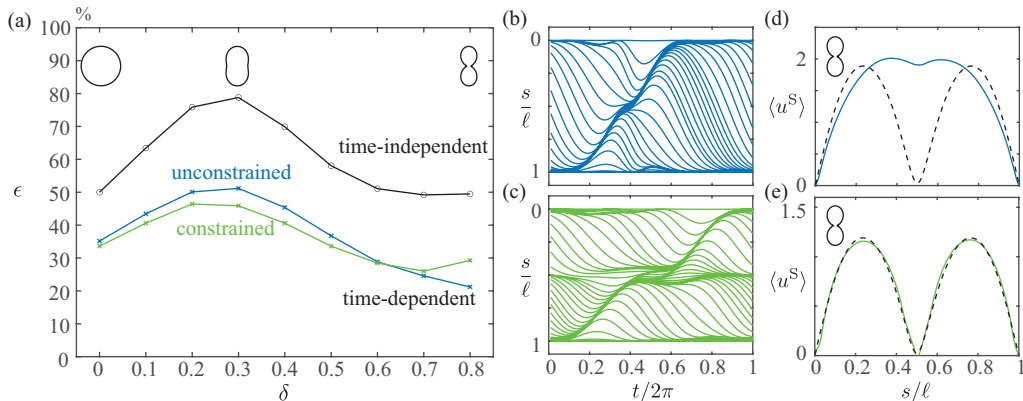 (a)
%
100
90
80
70
60
50
40
30
20
10
0
ϵ
time-independent
unconstrained
constrained
time-dependent
0 0.1 0.2 0.3 0.4 0.5 0.6 0.7 0.8
δ
(b)
0
s/ℓ
1
(c)
0
s/ℓ
1
0 0.2 0.4 0.6 0.8 1
t/2π
(d)
2
⟨u^S⟩
0
(e)
1.5
⟨u^S⟩
0
0 0.2 0.4 0.6 0.8 1
s/ℓ